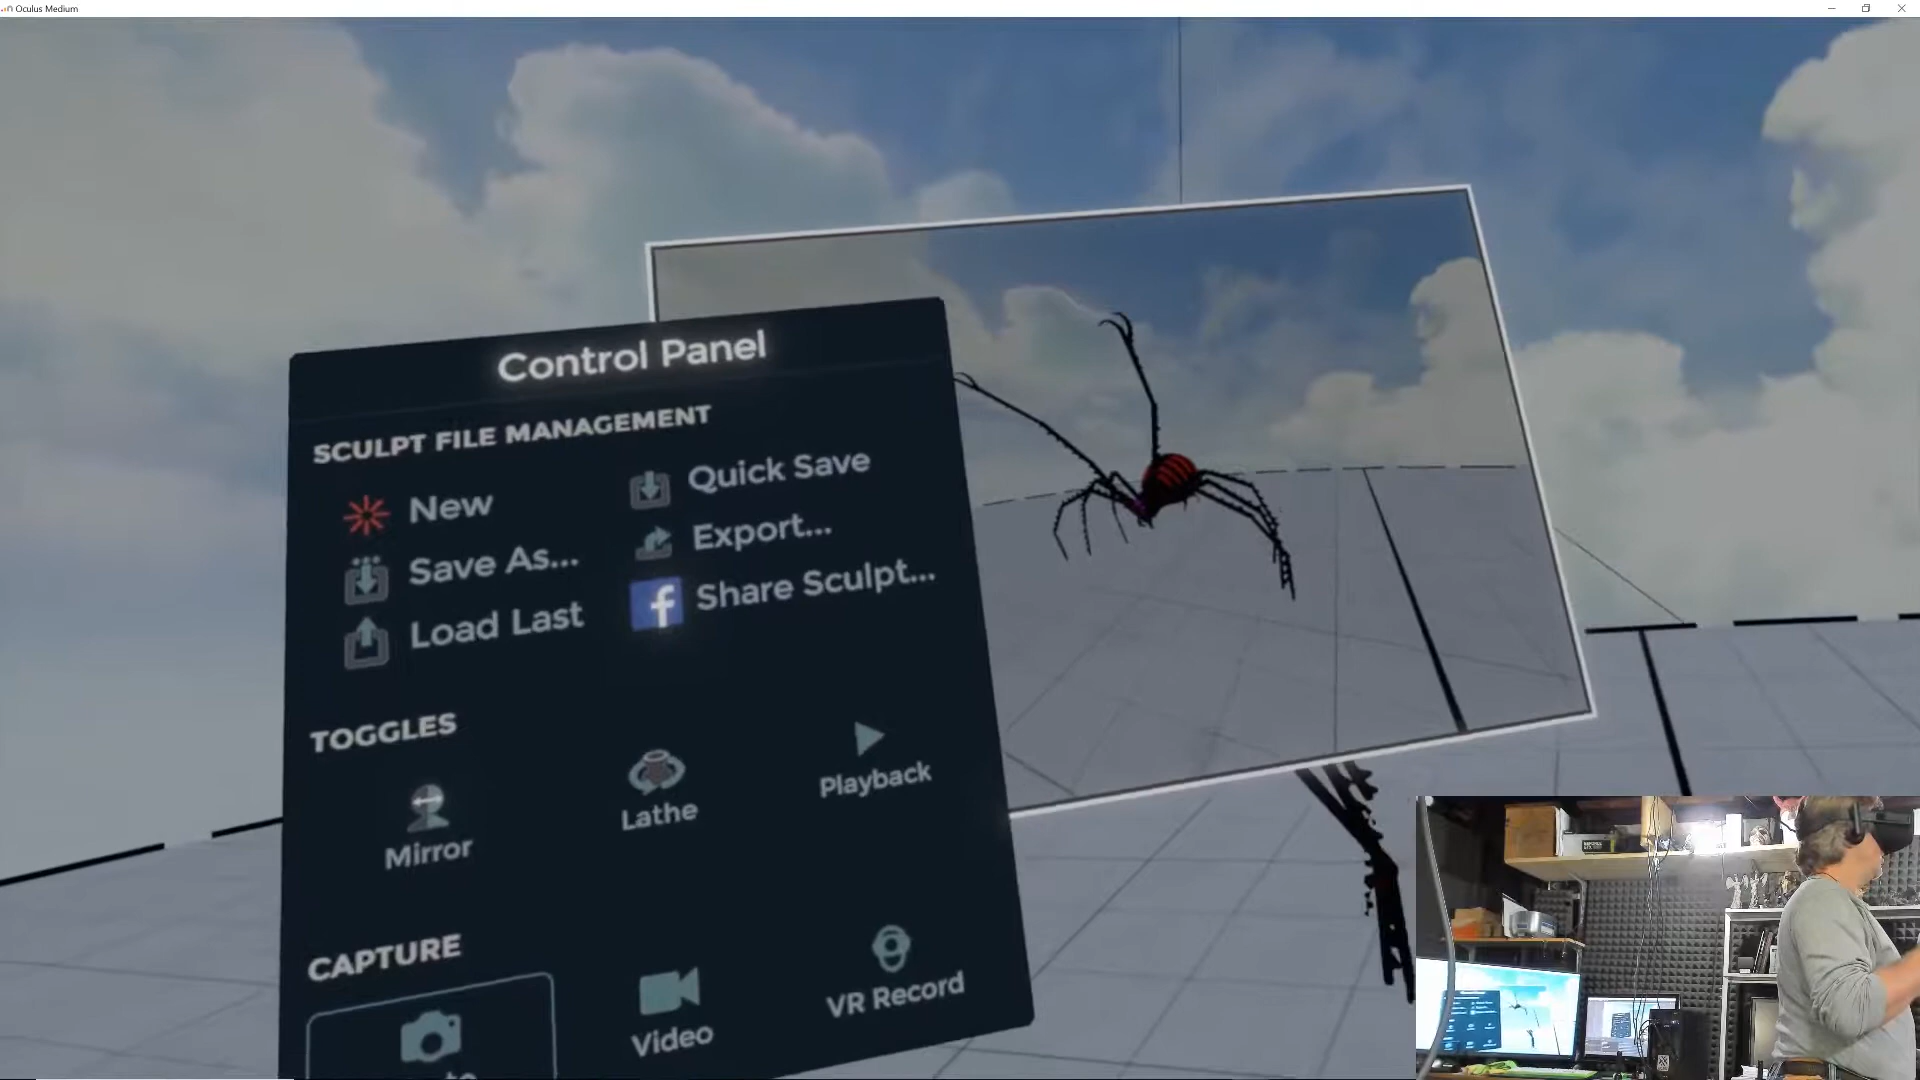 Oculus Medium
Control Panel
SCULPT FILE MANAGEMENT
New
Quick Save
Save As...
Export...
Load Last
Share Sculpt...
TOGGLES
Mirror
Lathe
Playback
CAPTURE
Video
VR Record